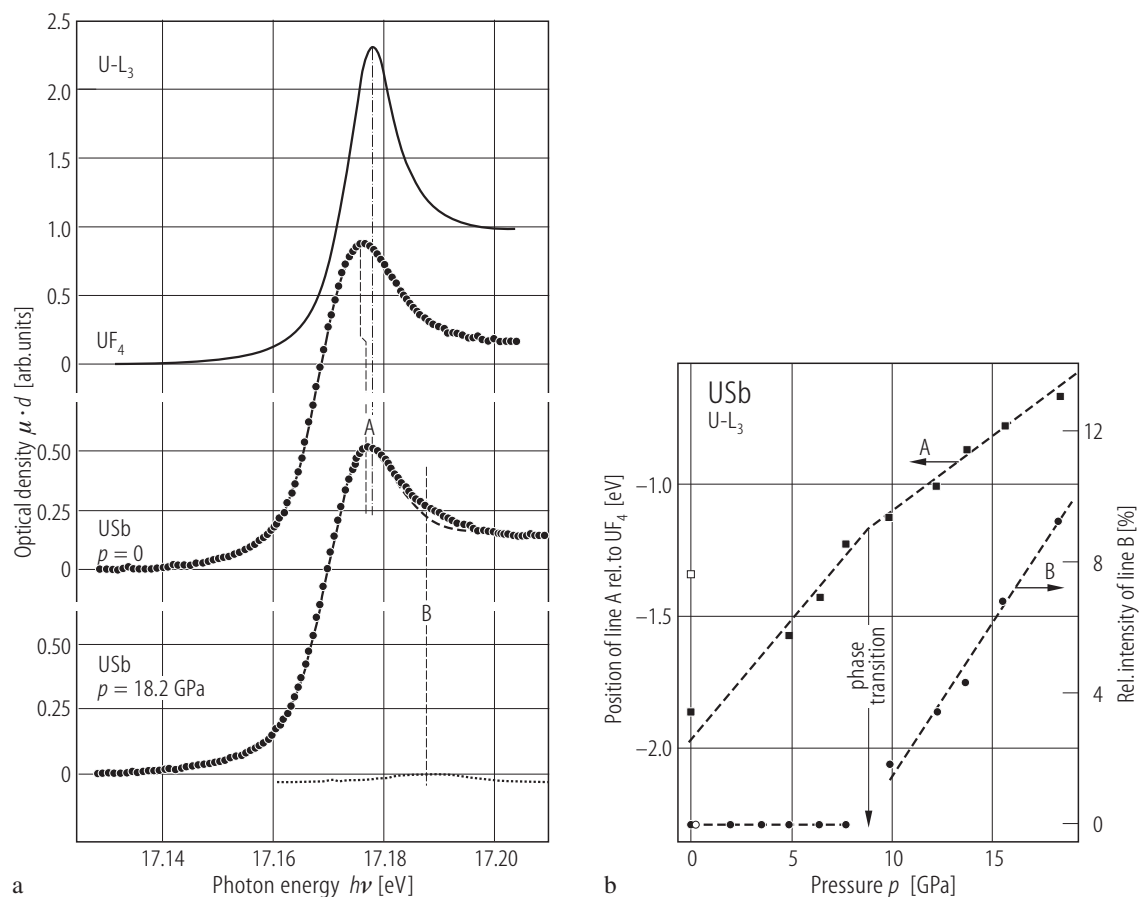 2.5
U-L3
2.0
1.5
1.0
0.5
UF4
0
A
0.50
0.25
USb
p = 0
0
B
0.50
USb
p = 18.2 GPa
0.25
0
17.14 17.16 17.18 17.20
Photon energy hν [eV]
Optical density μ · d [arb. units]
a
USb
U-L3
A
B
phase
transition
−1.0
−1.5
−2.0
Position of line A rel. to UF4 [eV]
12
8
4
0
Rel. intensity of line B [%]
0 5 10 15
Pressure p [GPa]
b